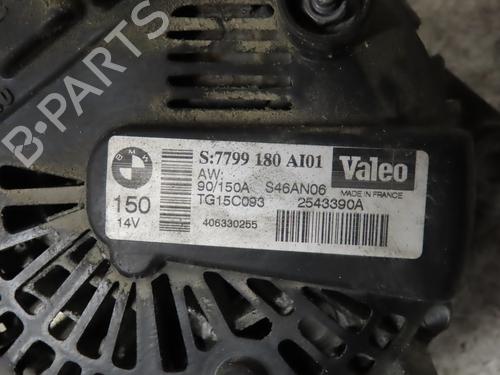 B-PARTS
BMW
S:7799 180 AI01
Valeo
AW:
90/150A S46AN06
MADE IN FRANCE
150
TG15C093
2543390A
14V
406330255